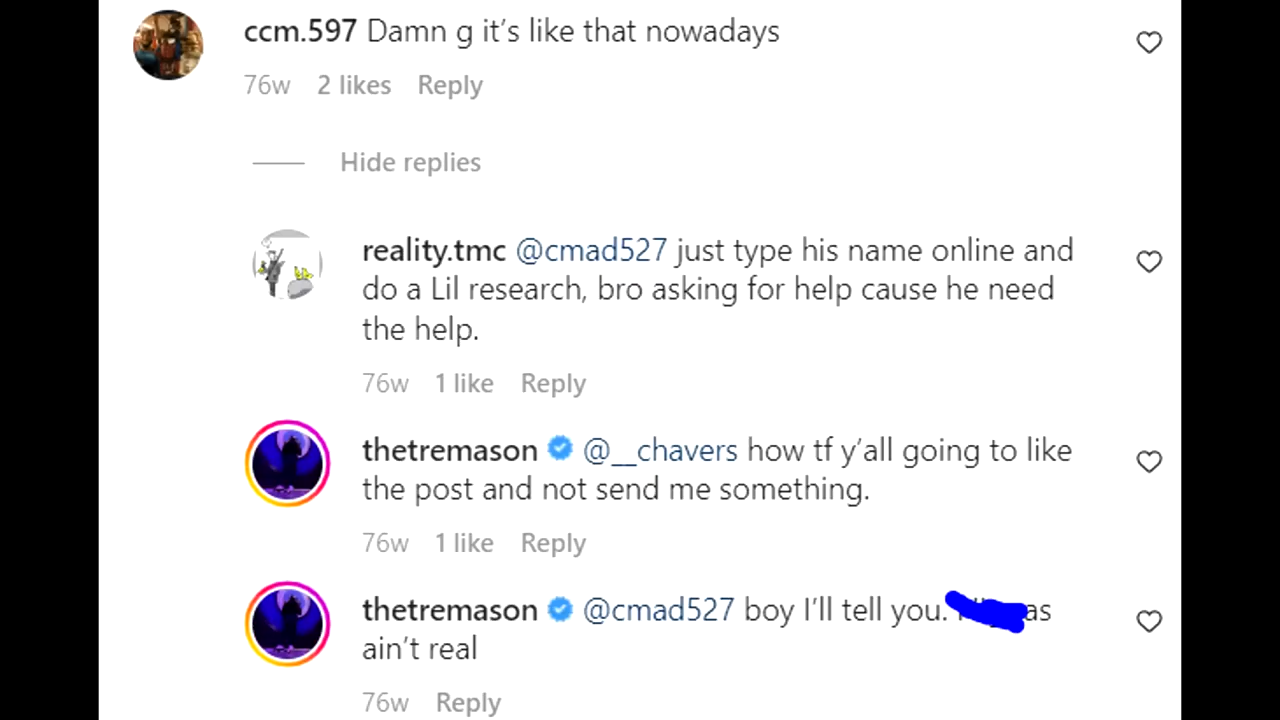 ccm.597 Damn g it’s like that nowadays
76w 2 likes Reply
Hide replies
reality.tmc @cmad527 just type his name online and
do a Lil research, bro asking for help cause he need
the help.
76w 1 like Reply
thetremason @__chavers how tf y’all going to like
the post and not send me something.
76w 1 like Reply
thetremason @cmad527 boy I’ll tell you. as
ain’t real
76w Reply